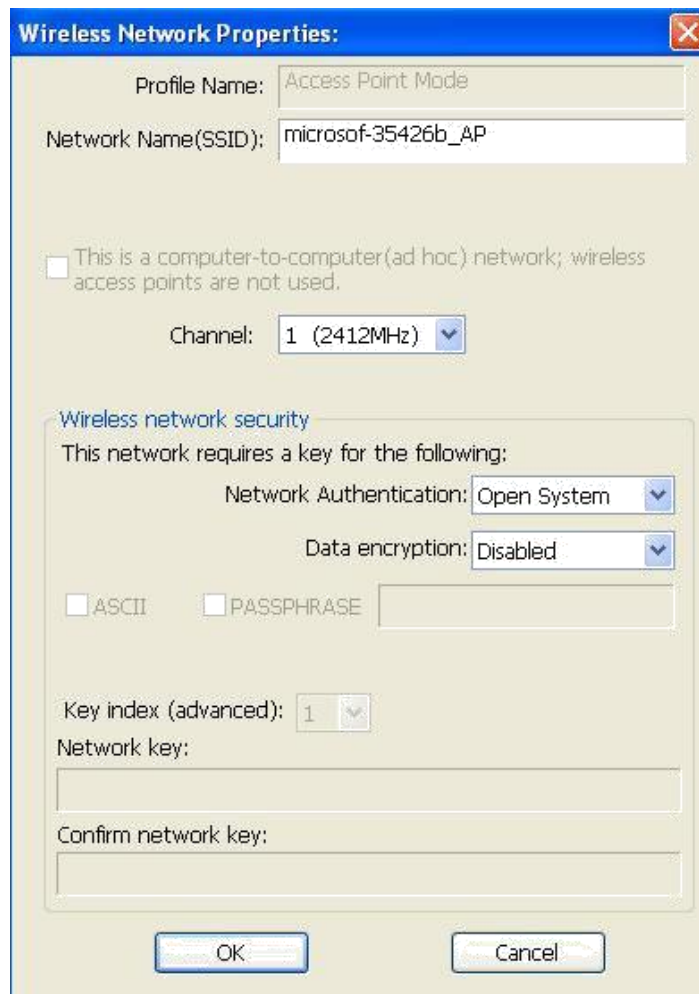 Wireless Network Properties:
Profile Name: Access Point Mode
Network Name(SSID): microsof-35426b_AP
This is a computer-to-computer(ad hoc) network; wireless
access points are not used.
Channel: 1 (2412MHz)
Wireless network security
This network requires a key for the following:
Network Authentication: Open System
Data encryption: Disabled
ASCII PASSPHRASE
Key index (advanced): 1
Network key:
Confirm network key:
OK Cancel